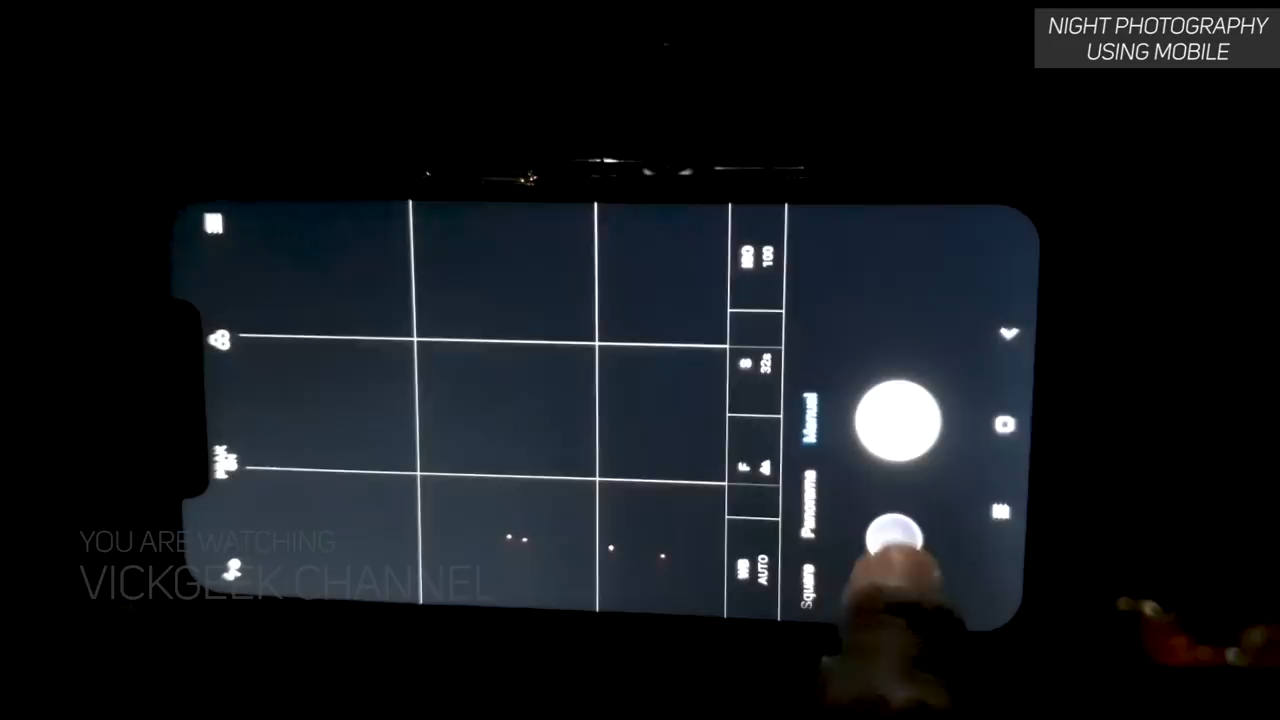 NIGHT PHOTOGRAPHY
USING MOBILE
ISO
100
S
32s
F
WB
AUTO
Manual
Panorama
Square
YOU ARE WATCHING
VICKGEEK CHANNEL